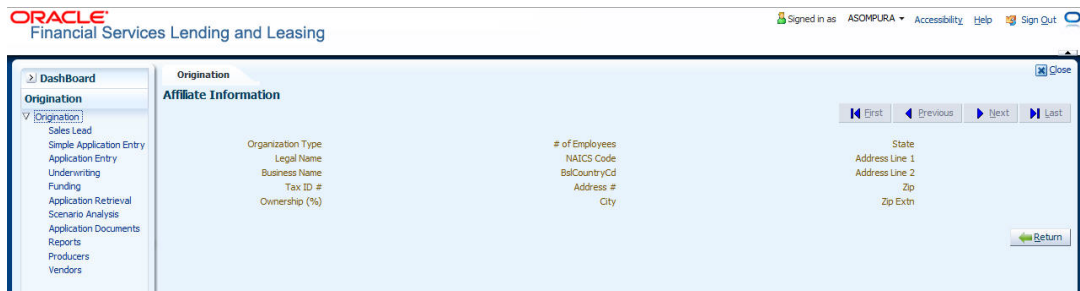 ORACLE
Financial Services Lending and Leasing
Signed in as ASOMPURA Accessibility Help Sign Out
DashBoard
Origination
Origination
Sales Lead
Simple Application Entry
Application Entry
Underwriting
Funding
Application Retrieval
Scenario Analysis
Application Documents
Reports
Producers
Vendors
Origination
Close
Affiliate Information
First Previous Next Last
Organization Type # of Employees State
Legal Name NAICS Code Address Line 1
Business Name BslCountryCd Address Line 2
Tax ID # Address # Zip
Ownership (%) City Zip Extn
Return